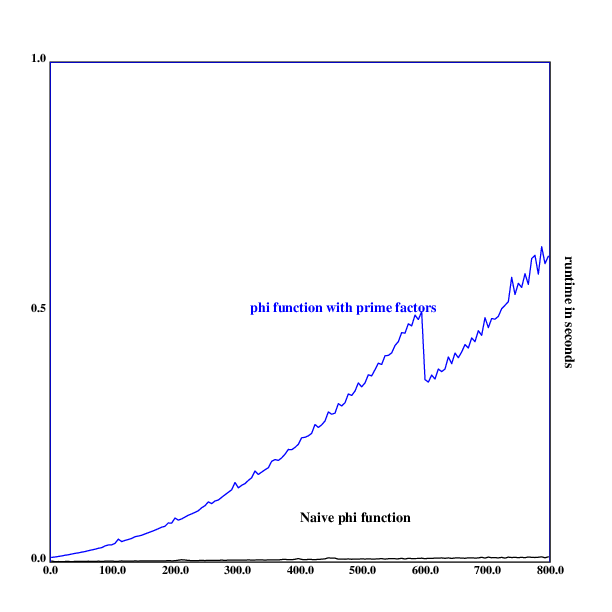 1.0
phi function with prime factors
0.5
runtime in seconds
Naive phi function
0.0
0.0 100.0 200.0 300.0 400.0 500.0 600.0 700.0 800.0